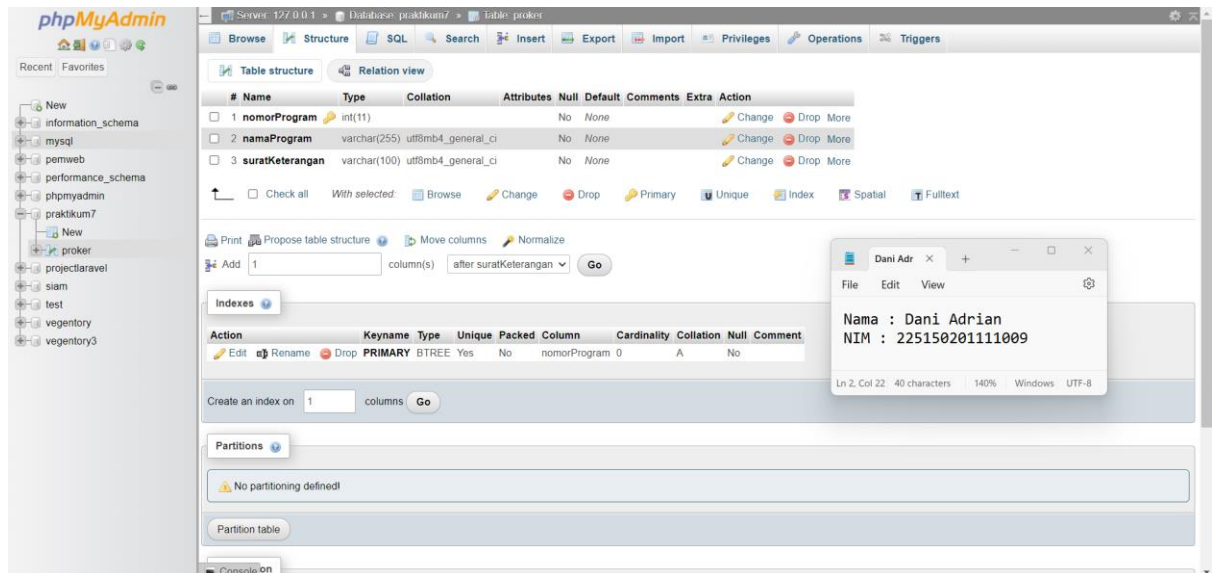 phpMyAdmin
Recent Favorites
New
information_schema
mysql
pemweb
performance_schema
phpmyadmin
praktikum7
New
proker
projectlaravel
siam
test
vegentory
vegentory3
Server: 127.0.0.1 » Database: praktikum7 » Table: proker
Browse Structure SQL Search Insert Export Import Privileges Operations Triggers
Table structure Relation view
# Name Type Collation Attributes Null Default Comments Extra Action
1 nomorProgram int(11) No None Change Drop More
2 namaProgram varchar(255) utf8mb4_general_ci No None Change Drop More
3 suratKeterangan varchar(100) utf8mb4_general_ci No None Change Drop More
Check all With selected: Browse Change Drop Primary Unique Index Spatial Fulltext
Print Propose table structure Move columns Normalize
Add 1 column(s) after suratKeterangan Go
Indexes
Action Keyname Type Unique Packed Column Cardinality Collation Null Comment
Edit Rename Drop PRIMARY BTREE Yes No nomorProgram 0 A No
Create an index on 1 columns Go
Partitions
No partitioning defined!
Partition table
Console on
Dani Adr × +
File Edit View
Nama : Dani Adrian
NIM : 225150201111009
Ln 2, Col 22 40 characters 140% Windows UTF-8